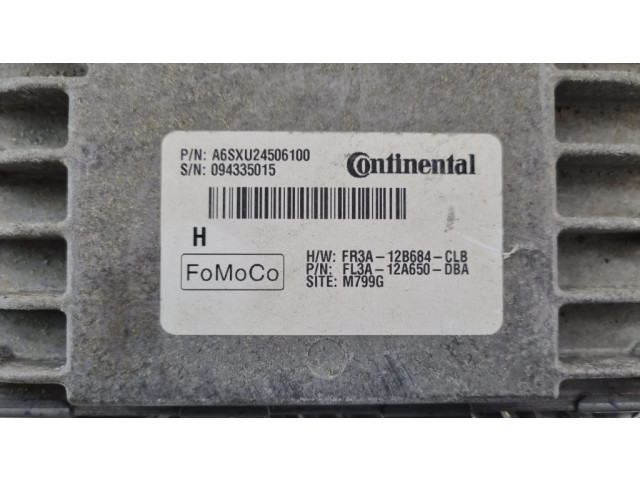 P/N: A6SXU24506100
S/N: 094335015
Continental
H
FoMoCo
H/W: FR3A-12B684-CLB
P/N: FL3A-12A650-DBA
SITE: M799G